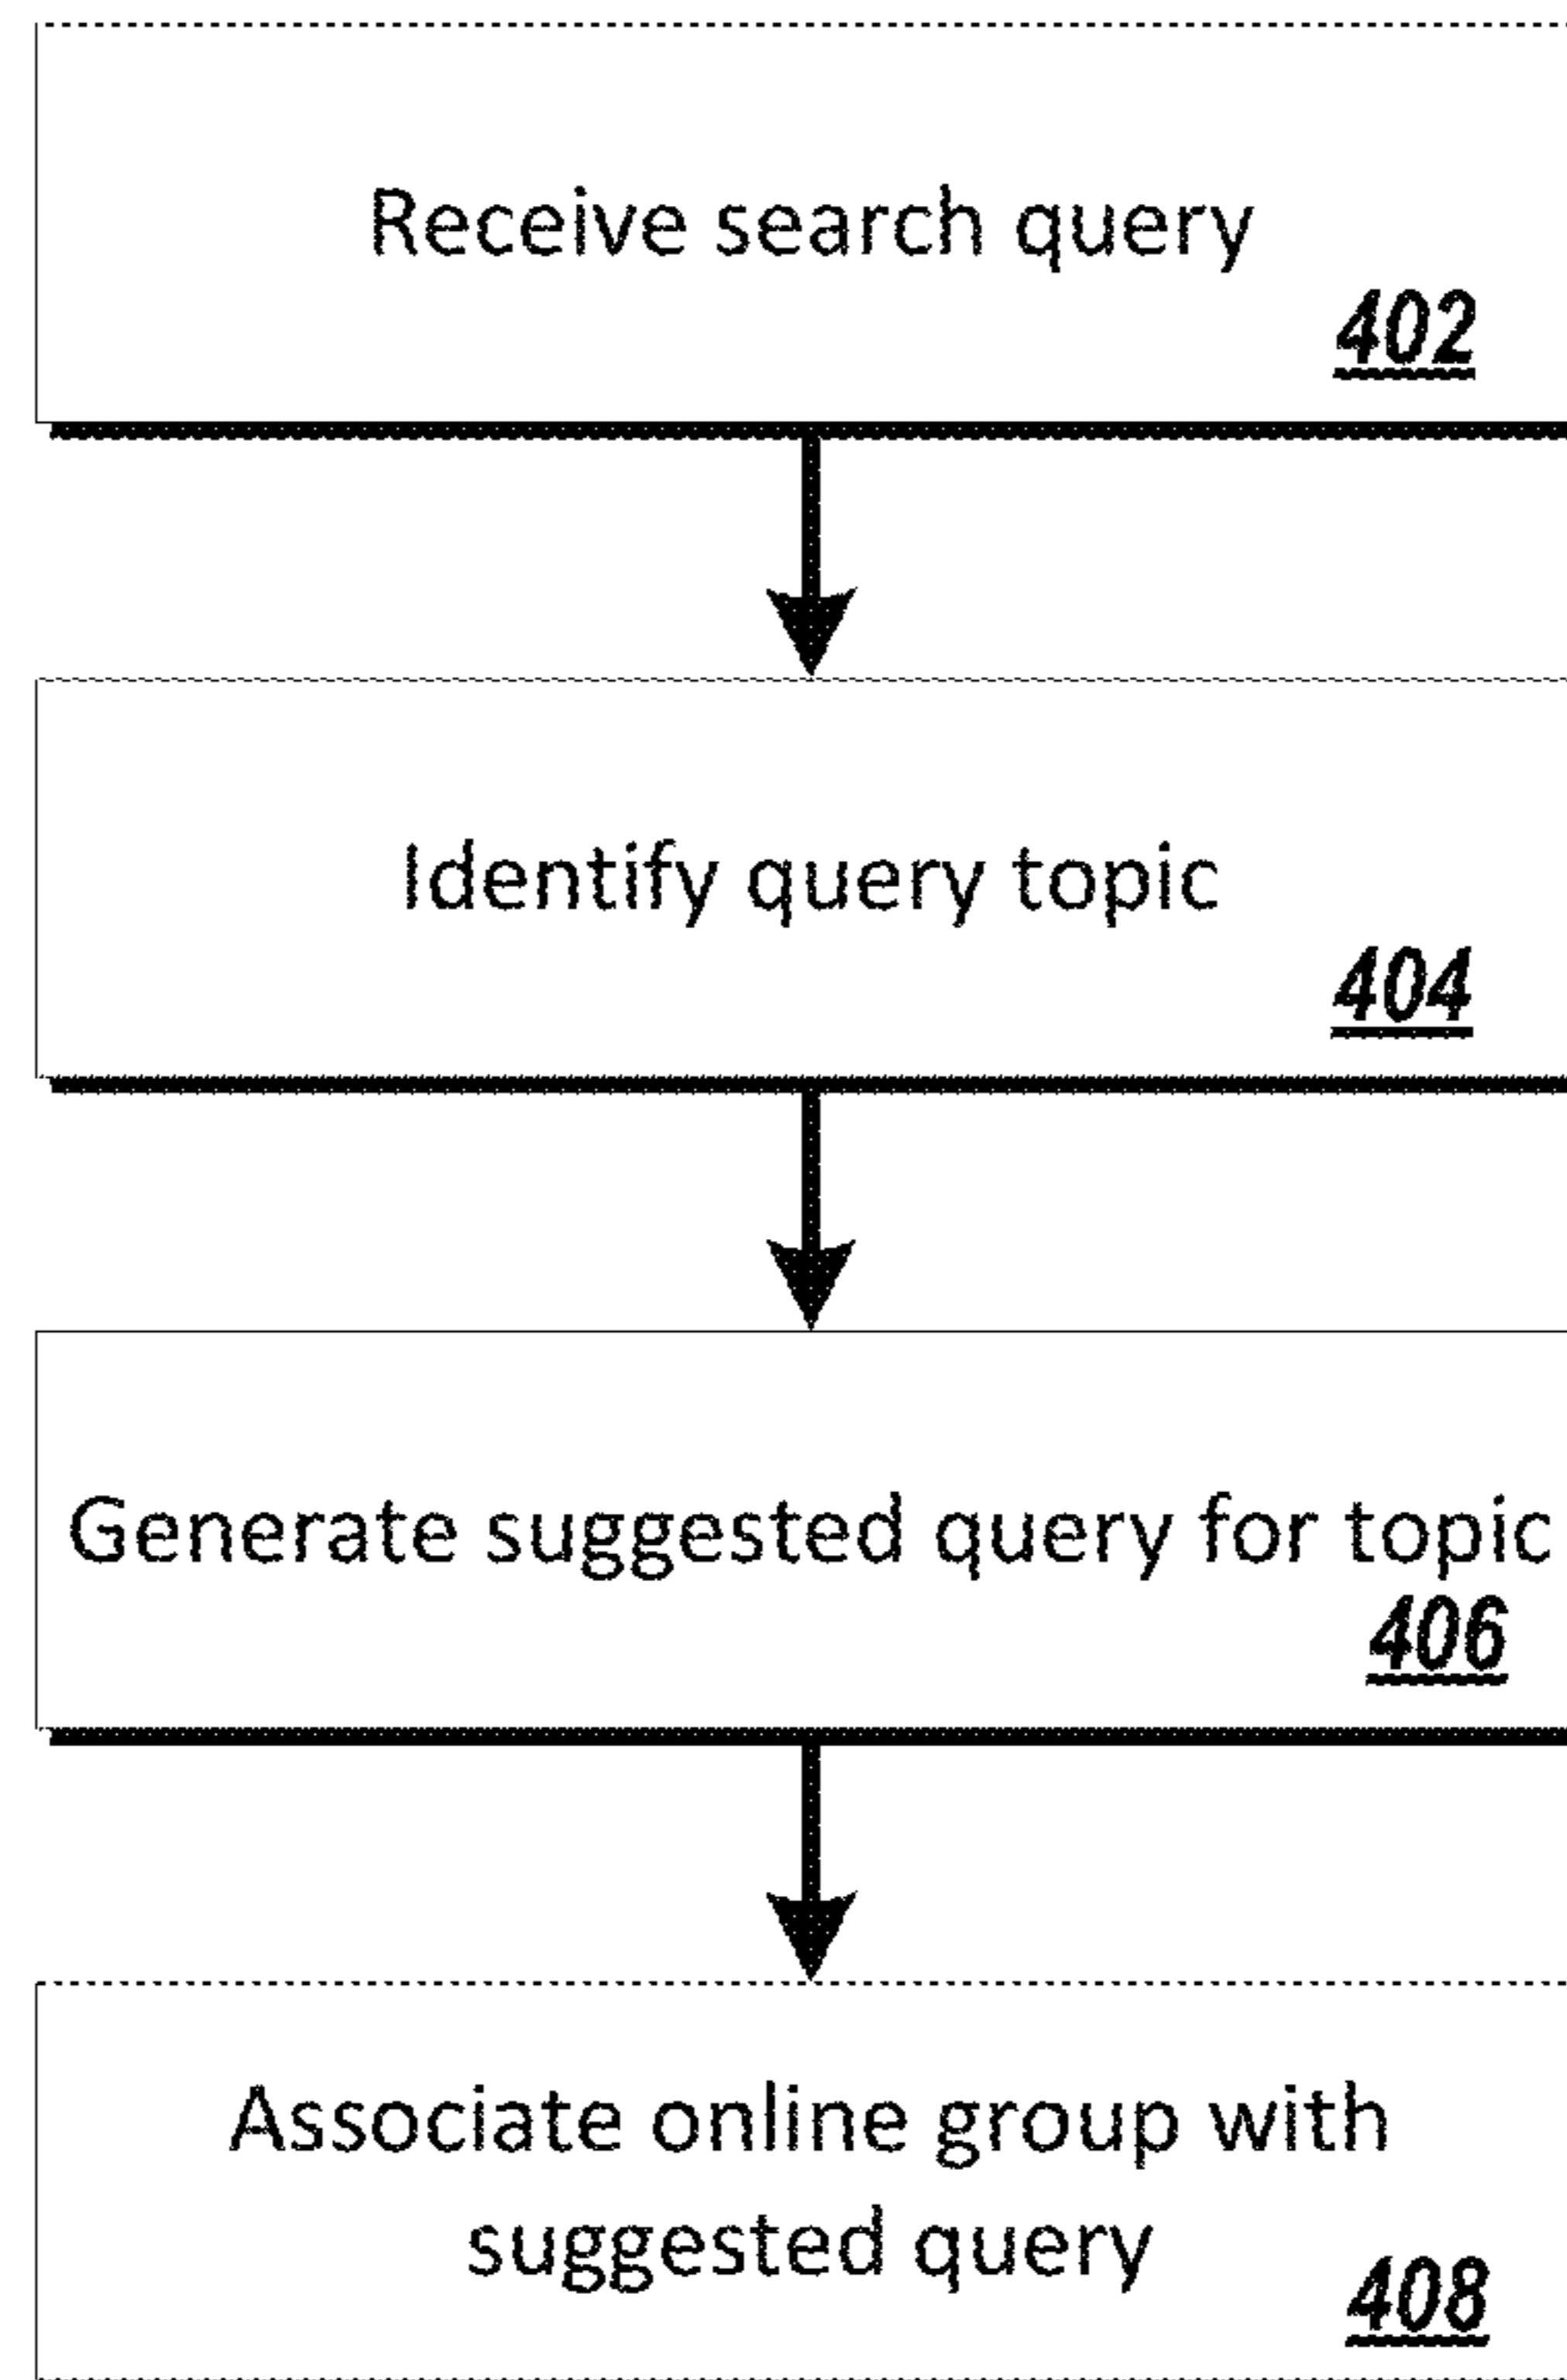 Receive search query
402
Identify query topic
404
Generate suggested query for topic
406
Associate online group with
suggested query
408